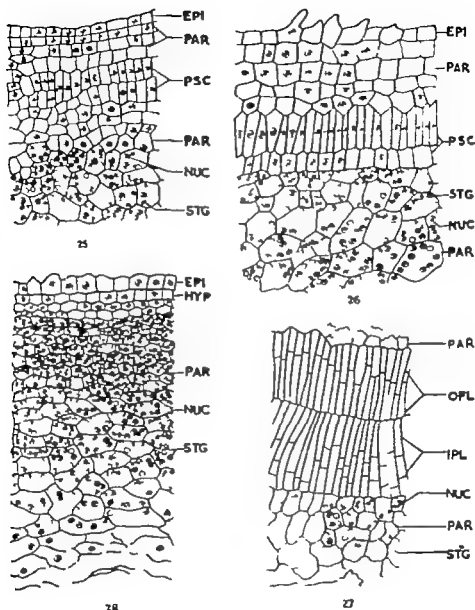 EPI
PAR
PSC
PAR
NUC
STG
25
EPI
PAR
PSC
STG
NUC
PAR
26
EPI
HYP
PAR
NUC
STG
28
PAR
OPL
IPL
NUC
PAR
STG
27